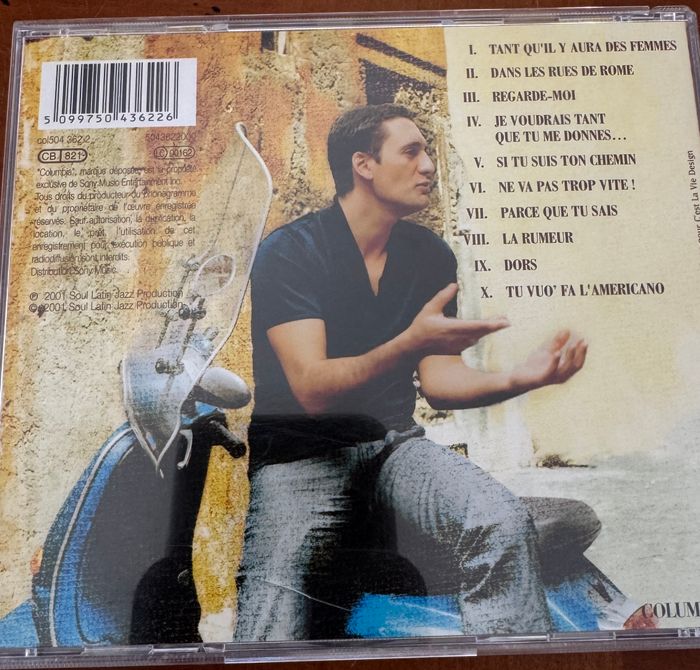 5 099750 436226
col504 362 2
5043622000
CB 821
LC 00162
"Columbia", marque déposée, est la propriété
exclusive de Sony Music Entertainment Inc.
Tous droits du producteur du phonogramme
et du propriétaire de l'œuvre enregistrée
réservés. Sauf autorisation, la duplication, la
location, le prêt, l'utilisation de cet
enregistrement pour exécution publique et
radiodiffusion sont interdits.
Distribution Sony Music.
℗ 2001 Soul Latin Jazz Production
© 2001 Soul Latin Jazz Production
I. TANT QU'IL Y AURA DES FEMMES
II. DANS LES RUES DE ROME
III. REGARDE-MOI
IV. JE VOUDRAIS TANT
QUE TU ME DONNES...
V. SI TU SUIS TON CHEMIN
VI. NE VA PAS TROP VITE !
VII. PARCE QUE TU SAIS
VIII. LA RUMEUR
IX. DORS
X. TU VUO' FA L'AMERICANO
pour C'est La Vie Design
COLUM